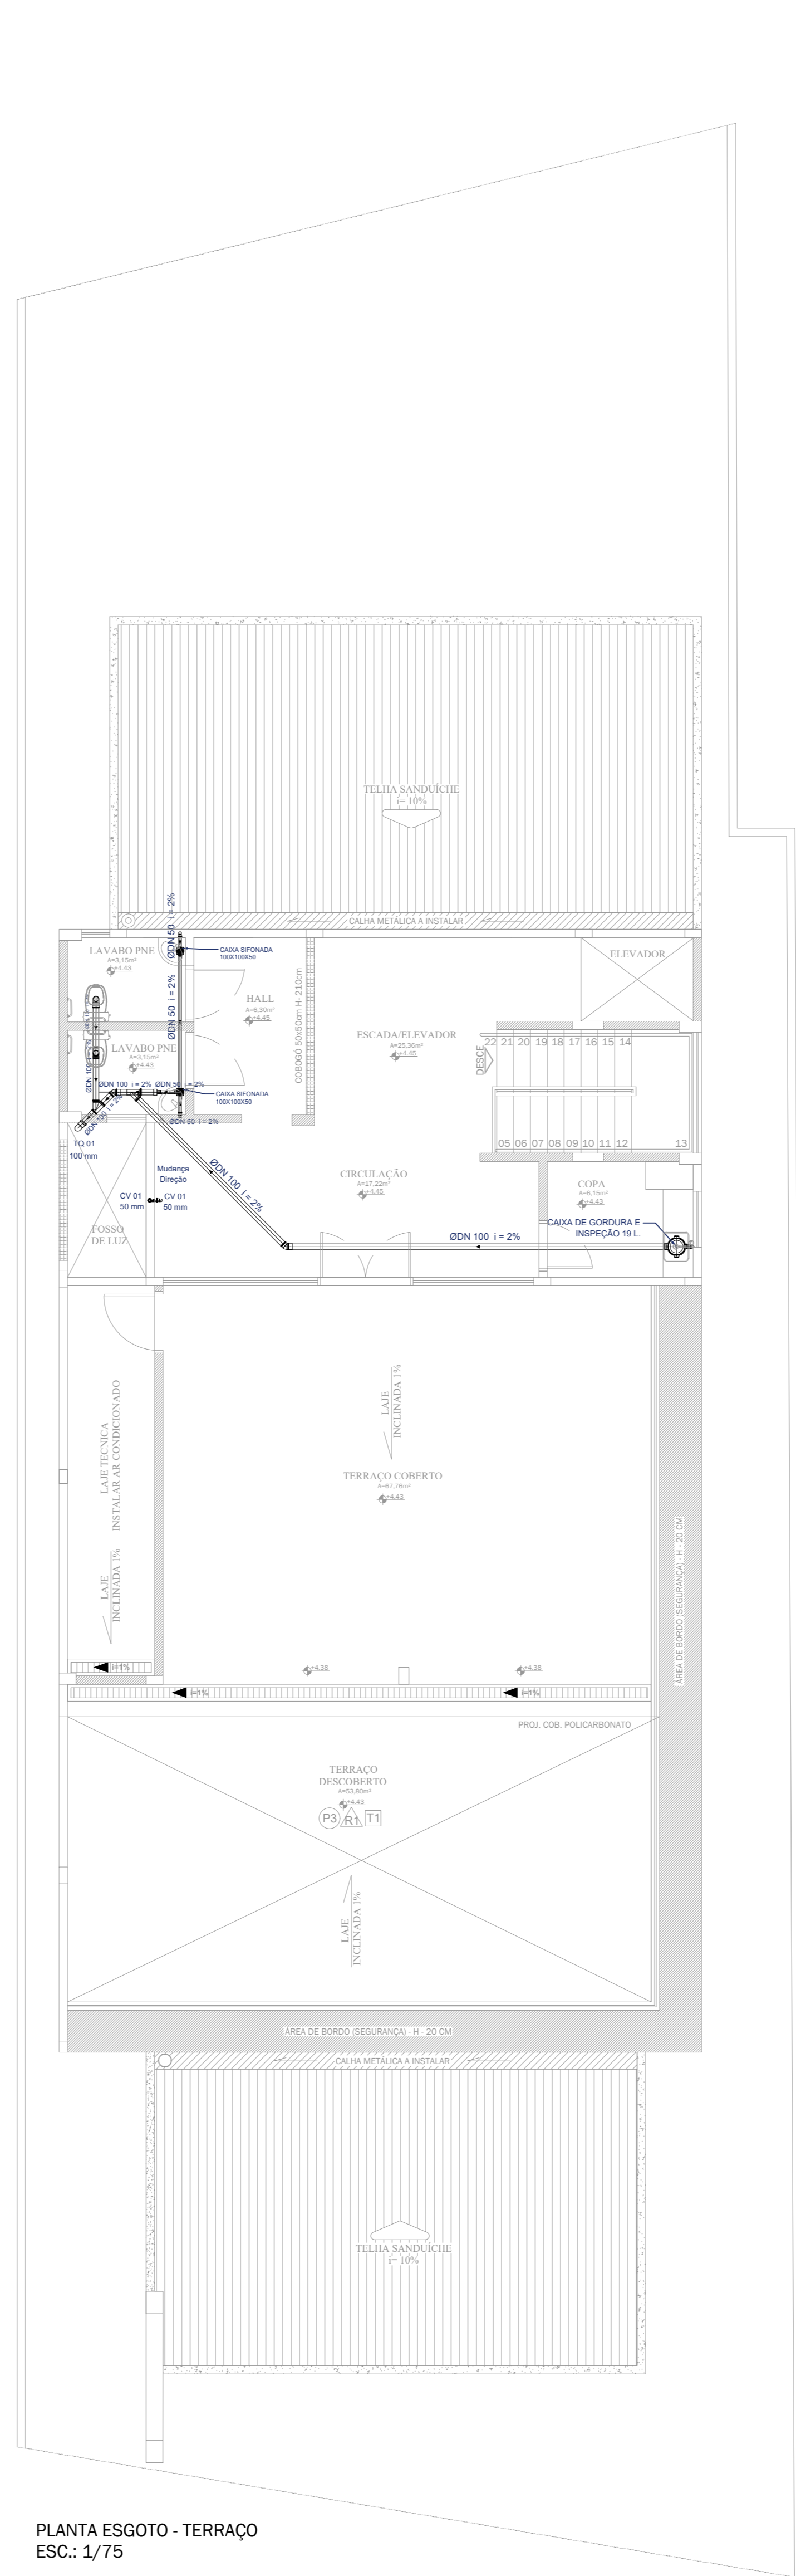 TELHA SANDUÍCHE
i= 10%
CALHA METÁLICA A INSTALAR
ØDN 50 i = 2%
LAVABO PNE
A=3,15m²
+4.43
CAIXA SIFONADA
100X100X50
ELEVADOR
ØDN 50 i = 2%
HALL
A=6,30m²
+4.45
COBOGÓ 50x50cm H- 210cm
ESCADA/ELEVADOR
A=25,36m²
+4.45
DESCE
22 21 20 19 18 17 16 15 14
LAVABO PNE
A=3,15m²
+4.43
ØDN 100 i = 2%
ØDN 100 i = 2%
ØDN 50 i = 2%
CAIXA SIFONADA
100X100X50
ØDN 100 i = 2%
ØDN 50 i = 2%
TQ 01
100 mm
05 06 07 08 09 10 11 12 13
Mudança
Direção
ØDN 100 i = 2%
CIRCULAÇÃO
A=17,22m²
+4.45
COPA
A=6,15m²
+4.43
CV 01
50 mm
CV 01
50 mm
FOSSO
DE LUZ
CAIXA DE GORDURA E
INSPEÇÃO 19 L.
ØDN 100 i = 2%
LAJE TECNICA
INSTALAR AR CONDICIONADO
LAJE
INCLINADA 1%
TERRAÇO COBERTO
A=67,76m²
+4.43
LAJE
INCLINADA 1%
ÁREA DE BORDO (SEGURANÇA) - H - 20 CM
i=1%
+4.38
+4.38
i=1%
i=1%
PROJ. COB. POLICARBONATO
TERRAÇO
DESCOBERTO
A=53,80m²
+4.43
P3 R1 T1
LAJE
INCLINADA 1%
ÁREA DE BORDO (SEGURANÇA) - H - 20 CM
CALHA METÁLICA A INSTALAR
TELHA SANDUÍCHE
i= 10%
PLANTA ESGOTO - TERRAÇO
ESC.: 1/75